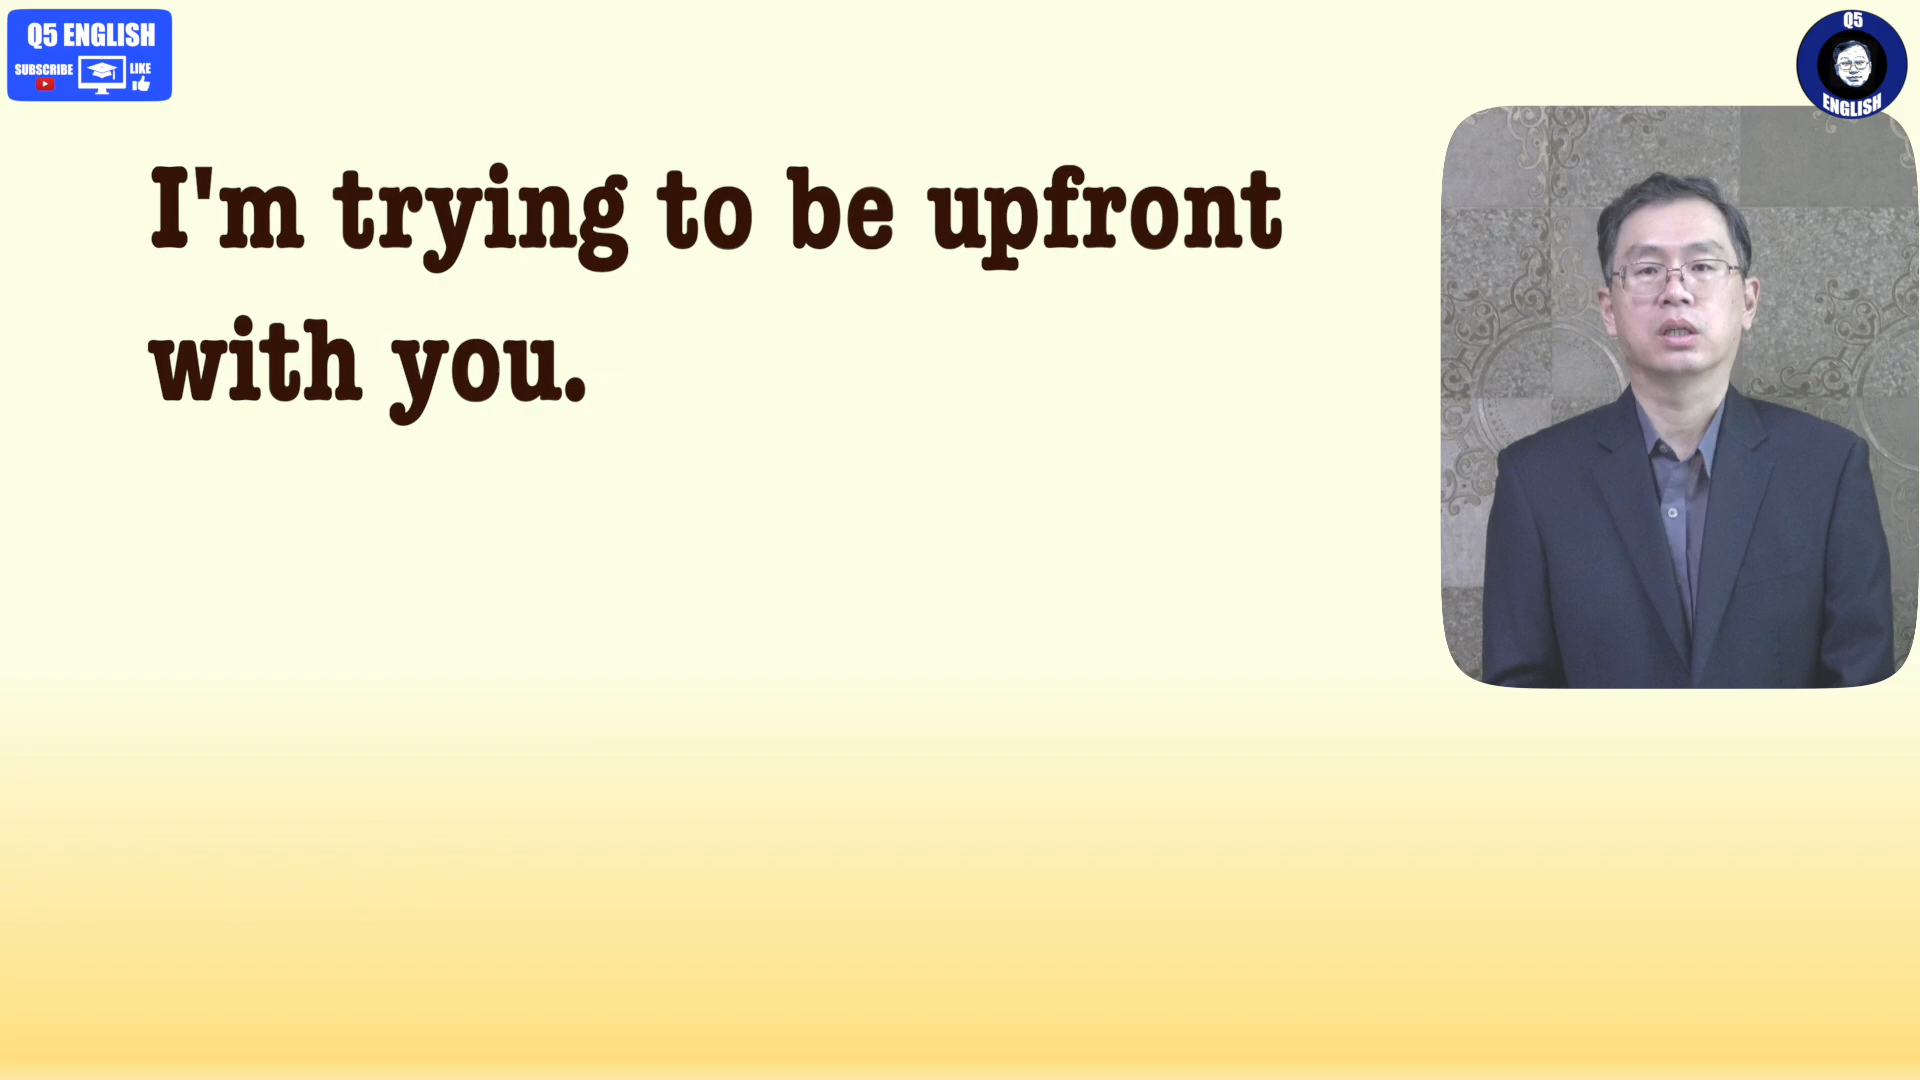 Q5 ENGLISH
SUBSCRIBE
LIKE
Q5
ENGLISH
I'm trying to be upfront
with you.